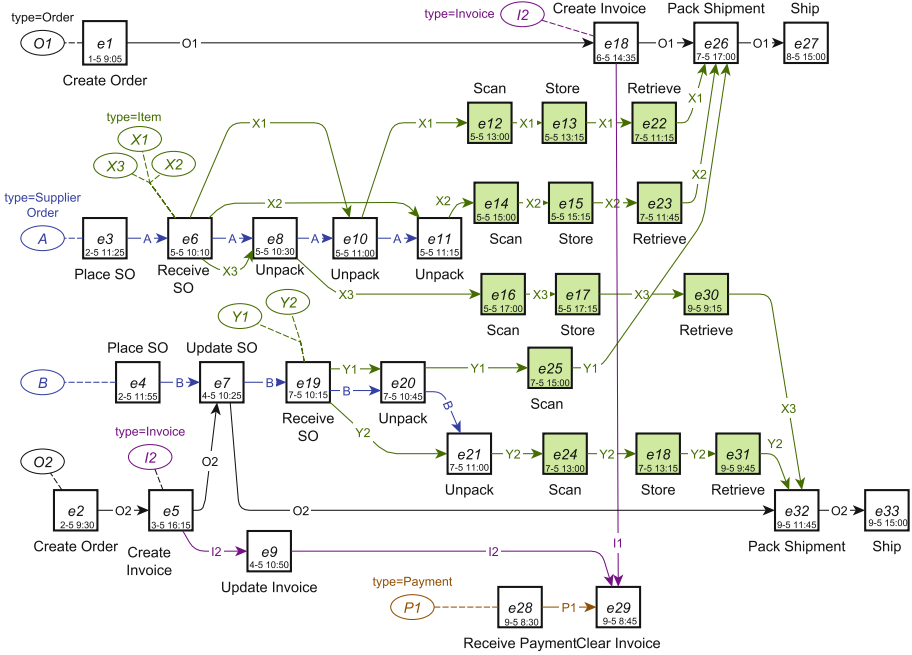 type=Order
O1
e1
1-5 9:05
Create Order
O1
type=Invoice
I2
Create Invoice
e18
6-5 14:35
O1
Pack Shipment
e26
7-5 17:00
O1
Ship
e27
8-5 15:00
type=Item
X1
X3
X2
X1
X1
Scan
e12
5-5 13:00
X1
Store
e13
5-5 13:15
X1
Retrieve
e22
7-5 11:15
X1
type=Supplier
Order
A
e3
2-5 11:25
Place SO
A
e6
5-5 10:10
Receive
SO
A
X3
X2
e8
5-5 10:30
Unpack
A
e10
5-5 11:00
Unpack
A
e11
5-5 11:15
Unpack
X2
e14
5-5 15:00
Scan
X2
e15
5-5 15:15
Store
X2
e23
7-5 11:45
Retrieve
X2
X3
e16
5-5 17:00
Scan
X3
e17
5-5 17:15
Store
X3
e30
9-5 9:15
Retrieve
X3
Y1
Y2
B
Place SO
e4
2-5 11:55
B
Update SO
e7
4-5 10:25
B
e19
7-5 10:15
Receive
SO
Y1
B
Y2
e20
7-5 10:45
Unpack
Y1
B
e25
7-5 15:00
Scan
Y1
e21
7-5 11:00
Unpack
Y2
e24
7-5 13:00
Scan
Y2
e18
7-5 13:15
Store
Y2
e31
9-5 9:45
Retrieve
Y2
type=Invoice
I2
O2
e2
2-5 9:30
Create Order
O2
e5
3-5 16:15
Create
Invoice
O2
O2
e32
9-5 11:45
Pack Shipment
O2
e33
9-5 15:00
Ship
I2
e9
4-5 10:50
Update Invoice
I2
I1
type=Payment
P1
e28
9-5 8:30
Receive Payment
P1
e29
9-5 8:45
Clear Invoice